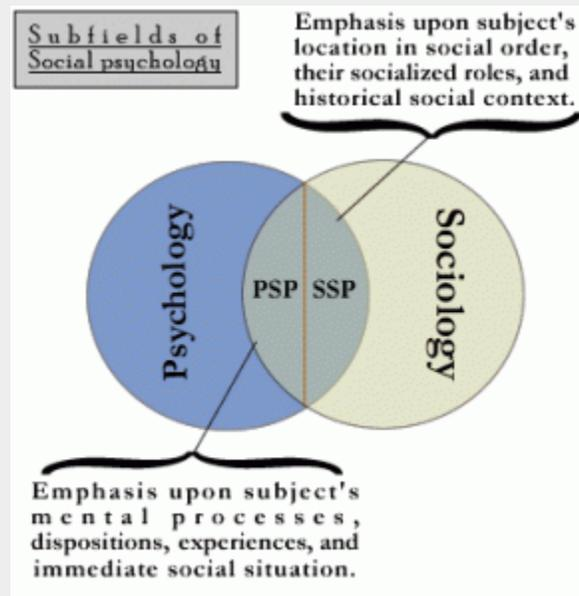 Subfields of
Social psychology
Emphasis upon subject's
location in social order,
their socialized roles, and
historical social context.
Psychology
PSP
SSP
Sociology
Emphasis upon subject's
mental processes,
dispositions, experiences, and
immediate social situation.